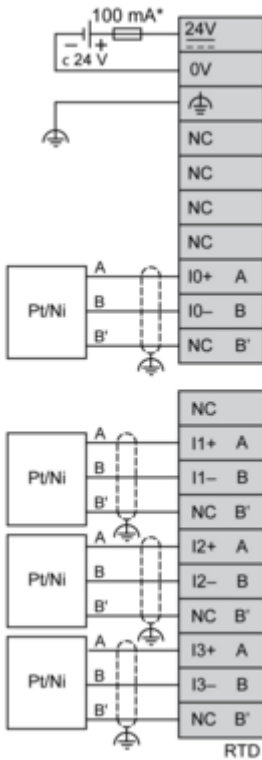 100 mA*
24V
− +
c 24 V
0V
NC
NC
NC
NC
Pt/Ni
A I0+ A
B I0– B
B' NC B'
NC
Pt/Ni
A I1+ A
B I1– B
B' NC B'
Pt/Ni
A I2+ A
B I2– B
B' NC B'
Pt/Ni
A I3+ A
B I3– B
B' NC B'
RTD